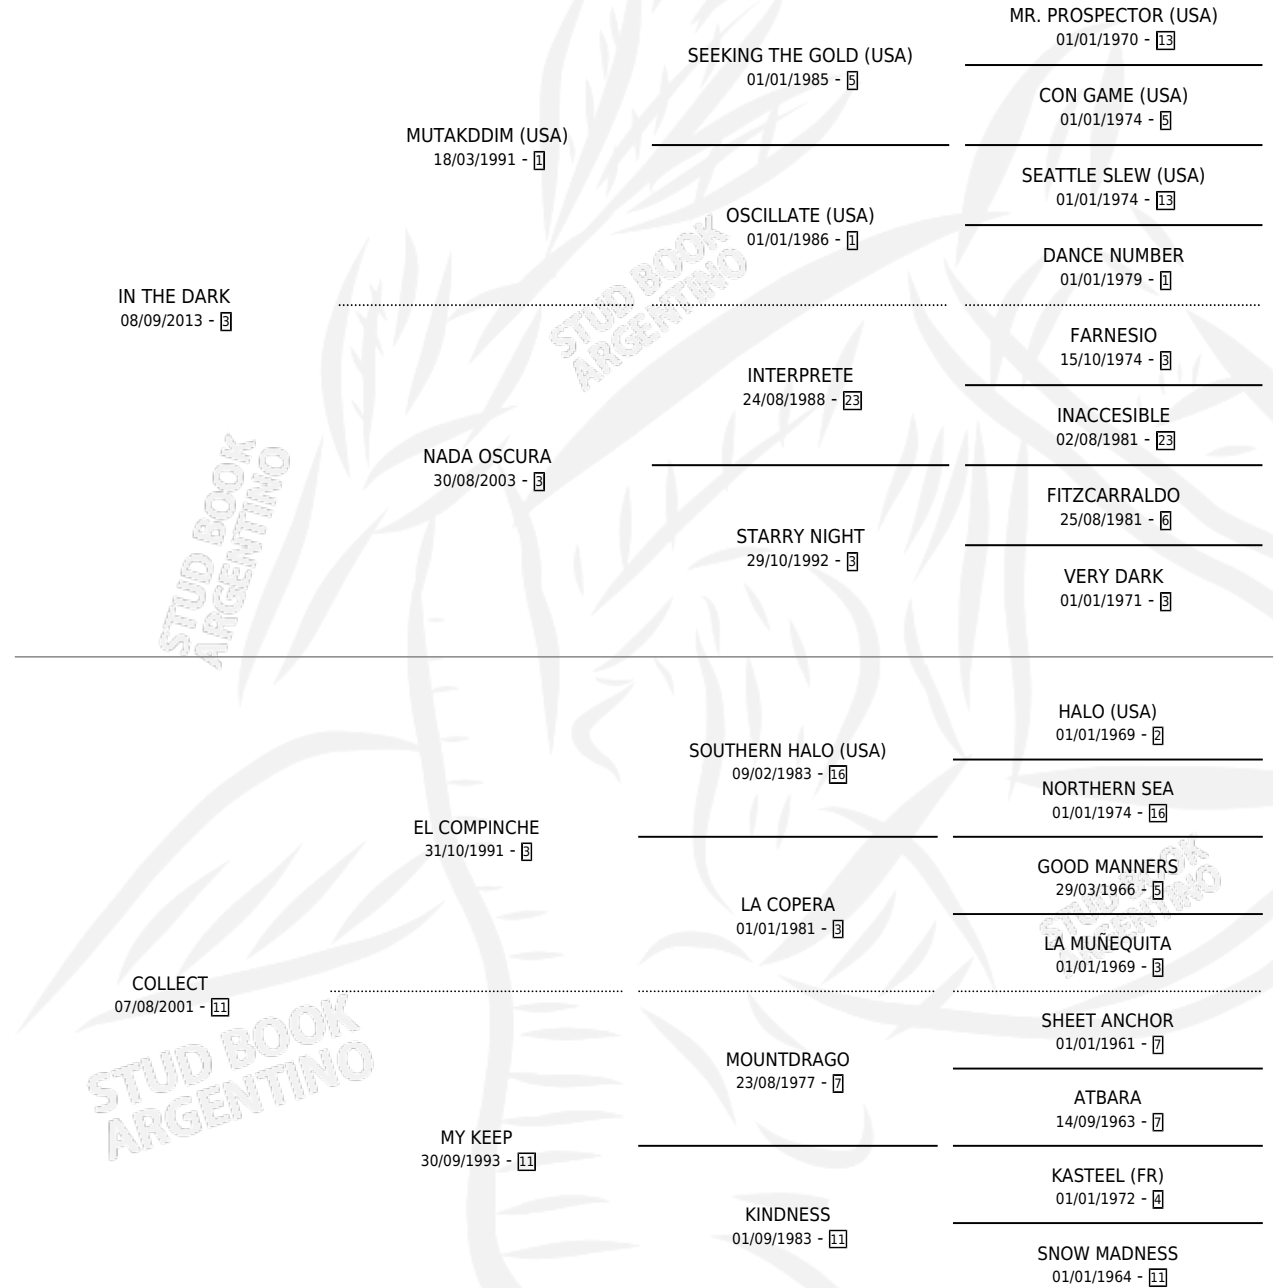 MR. PROSPECTOR (USA)
01/01/1970 - 13
SEEKING THE GOLD (USA)
01/01/1985 - 5
CON GAME (USA)
01/01/1974 - 5
MUTAKDDIM (USA)
18/03/1991 - 1
SEATTLE SLEW (USA)
01/01/1974 - 13
OSCILLATE (USA)
01/01/1986 - 1
DANCE NUMBER
01/01/1979 - 1
IN THE DARK
08/09/2013 - 3
FARNESIO
15/10/1974 - 3
INTERPRETE
24/08/1988 - 23
INACCESIBLE
02/08/1981 - 23
NADA OSCURA
30/08/2003 - 3
FITZCARRALDO
25/08/1981 - 6
STARRY NIGHT
29/10/1992 - 3
VERY DARK
01/01/1971 - 3
STUD BOOK
ARGENTINO
STUD BOOK
ARGENTINO
HALO (USA)
01/01/1969 - 2
SOUTHERN HALO (USA)
09/02/1983 - 16
NORTHERN SEA
01/01/1974 - 16
EL COMPINCHE
31/10/1991 - 3
GOOD MANNERS
29/03/1966 - 5
LA COPERA
01/01/1981 - 3
LA MUÑEQUITA
01/01/1969 - 3
STUD BOOK
ARGENTINO
COLLECT
07/08/2001 - 11
SHEET ANCHOR
01/01/1961 - 7
MOUNTDRAGO
23/08/1977 - 7
ATBARA
14/09/1963 - 7
MY KEEP
30/09/1993 - 11
KASTEEL (FR)
01/01/1972 - 4
KINDNESS
01/09/1983 - 11
SNOW MADNESS
01/01/1964 - 11
STUD BOOK
ARGENTINO